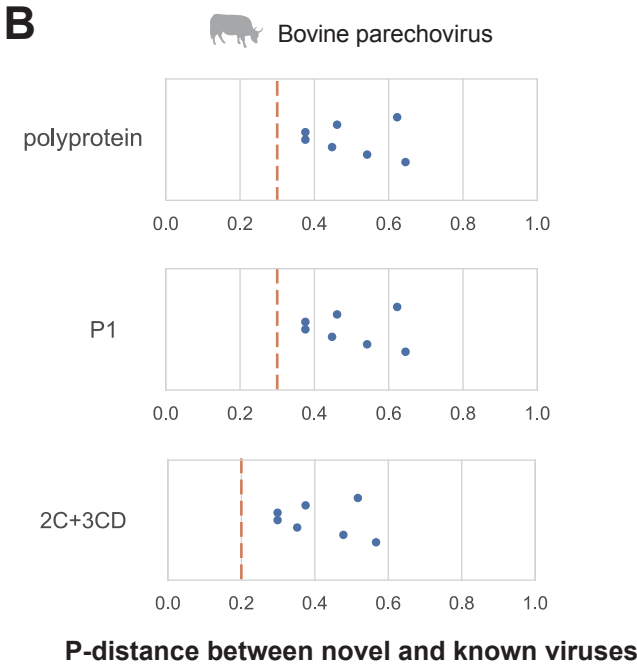 B
Bovine parechovirus
polyprotein
0.0 0.2 0.4 0.6 0.8 1.0
P1
0.0 0.2 0.4 0.6 0.8 1.0
2C+3CD
0.0 0.2 0.4 0.6 0.8 1.0
P-distance between novel and known viruses